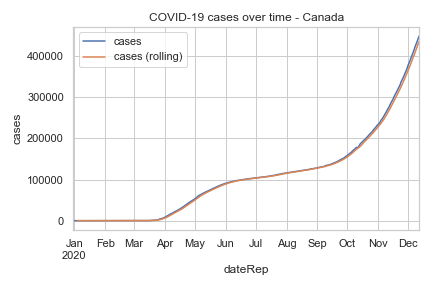 COVID-19 cases over time - Canada
cases
cases (rolling)
400000
300000
200000
100000
0
cases
Jan Feb Mar Apr May Jun Jul Aug Sep Oct Nov Dec
2020
dateRep